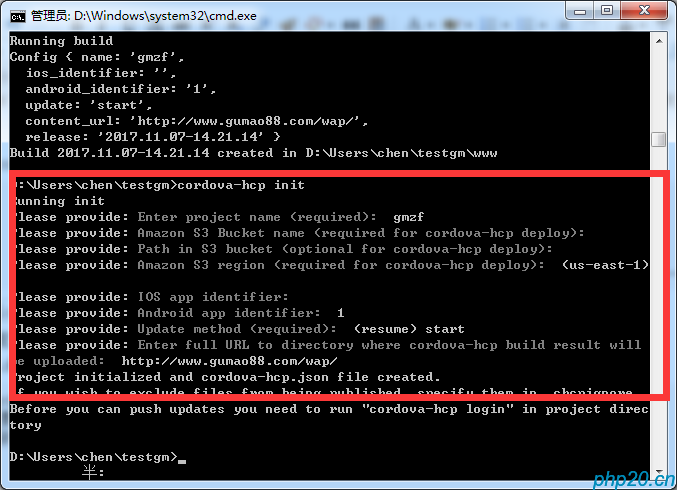 管理员: D:\Windows\system32\cmd.exe
Running build
Config { name: 'gmzf',
ios_identifier: '',
android_identifier: '1',
update: 'start',
content_url: 'http://www.gumao88.com/wap/',
release: '2017.11.07-14.21.14' }
Build 2017.11.07-14.21.14 created in D:\Users\chen\testgm\www
D:\Users\chen\testgm>cordova-hcp init
Running init
Please provide: Enter project name (required): gmzf
Please provide: Amazon S3 Bucket name (required for cordova-hcp deploy):
Please provide: Path in S3 bucket (optional for cordova-hcp deploy):
Please provide: Amazon S3 region (required for cordova-hcp deploy): (us-east-1)
Please provide: IOS app identifier:
Please provide: Android app identifier: 1
Please provide: Update method (required): (resume) start
Please provide: Enter full URL to directory where cordova-hcp build result will
be uploaded: http://www.gumao88.com/wap/
Project initialized and cordova-hcp.json file created.
If you wish to exclude files from being published, specify them in .chcpignore
Before you can push updates you need to run "cordova-hcp login" in project direc
tory
D:\Users\chen\testgm>_
半:
php20.cn